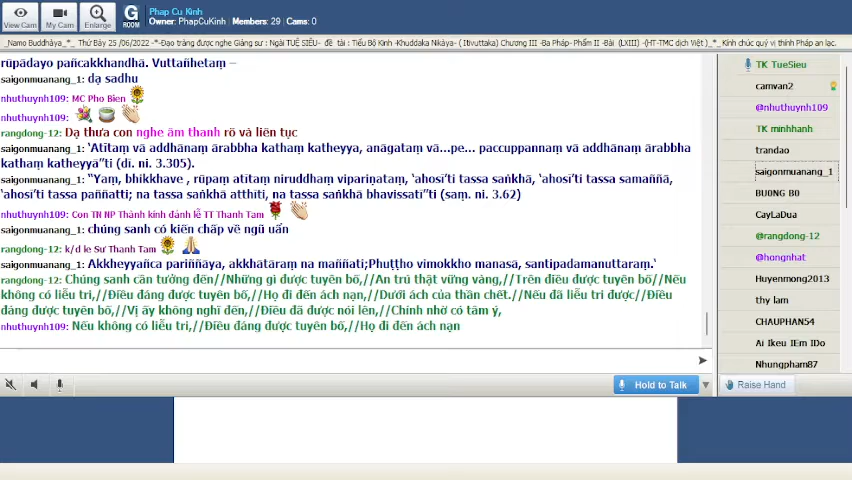 View Cam
My Cam
Enlarge
G
ROOM
Phap Cu Kinh
Owner: PhapCuKinh Members: 29 Cams: 0
_Namo Buddhāya_*_ Thứ Bảy 25 /06/2022 -*-Đạo tràng được nghe Giảng sư : Ngài TUỆ SIÊU- đề tài : Tiểu Bộ Kinh -Khuddaka Nikāya- ( Itivuttaka) Chương III -Ba Pháp- Phẩm II -Bài (LXIII) -(HT-TMC dịch Việt )_*_ Kính chúc quý vị thính Pháp an lạc.
rūpādayo pañcakkhandhā. Vuttañhetaṃ –
saigonmuanang_1: dạ sadhu
nhuthuynh109: MC Pho Bien
nhuthuynh109:
rangdong-12: Dạ thưa con nghe âm thanh rõ và liên tục
saigonmuanang_1: ‘Atītaṃ vā addhānaṃ ārabbha kathaṃ katheyya, anāgataṃ vā...pe... paccuppannaṃ vā addhānaṃ ārabbha
kathaṃ katheyyā”ti (dī. ni. 3.305).
saigonmuanang_1: “Yaṃ, bhikkhave , rūpaṃ atītaṃ niruddhaṃ vipariṇataṃ, ‘ahosī’ti tassa saṅkhā, ‘ahosī’ti tassa samaññā,
‘ahosī’ti tassa paññatti; na tassa saṅkhā atthīti, na tassa saṅkhā bhavissatī”ti (saṃ. ni. 3.62)
nhuthuynh109: Con TN NP Thành kính đảnh lễ TT Thanh Tam
saigonmuanang_1: chúng sanh có kiến chấp về ngũ uẩn
rangdong-12: k/d le Sư Thanh Tam
saigonmuanang_1: Akkheyyañca pariññāya, akkhātāraṃ na maññati;Phuṭṭho vimokkho manasā, santipadamanuttaraṃ.‘
rangdong-12: Chúng sanh cần tưởng đến//Những gì được tuyên bố,//An trú thật vững vàng,//Trên điều được tuyên bố//Nếu
không có liễu tri,//Điều đáng được tuyên bố,//Họ đi đến ách nạn,//Dưới ách của thần chết.//Nếu đã liễu tri được//Điều
đáng được tuyên bố,//Vị ấy không nghĩ đến,//Điều đã được nói lên,//Chính nhờ có tâm ý,
nhuthuynh109: Nếu không có liễu tri,//Điều đáng được tuyên bố,//Họ đi đến ách nạn
Hold to Talk
TK TueSieu
camvan2
@nhuthuynh109
TK minhhanh
trandao
saigonmuanang_1
BUONG B0
CayLaDua
@rangdong-12
@hongnhat
Huyenmong2013
thy lam
CHAUPHAN54
Ai Ikeu IEm IDo
Nhungpham87
Raise Hand